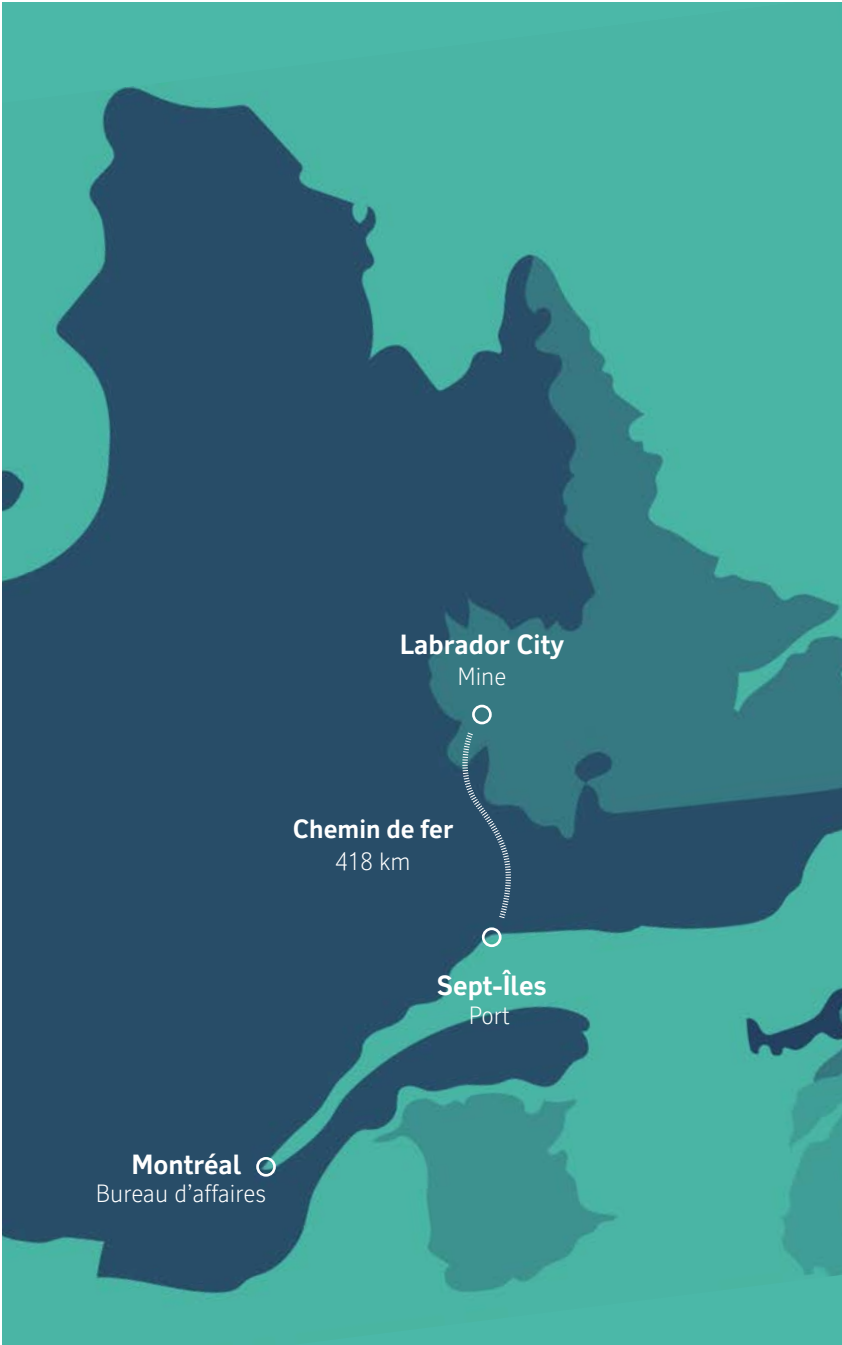 Labrador City
Mine
Chemin de fer
418 km
Sept-Îles
Port
Montréal
Bureau d’affaires